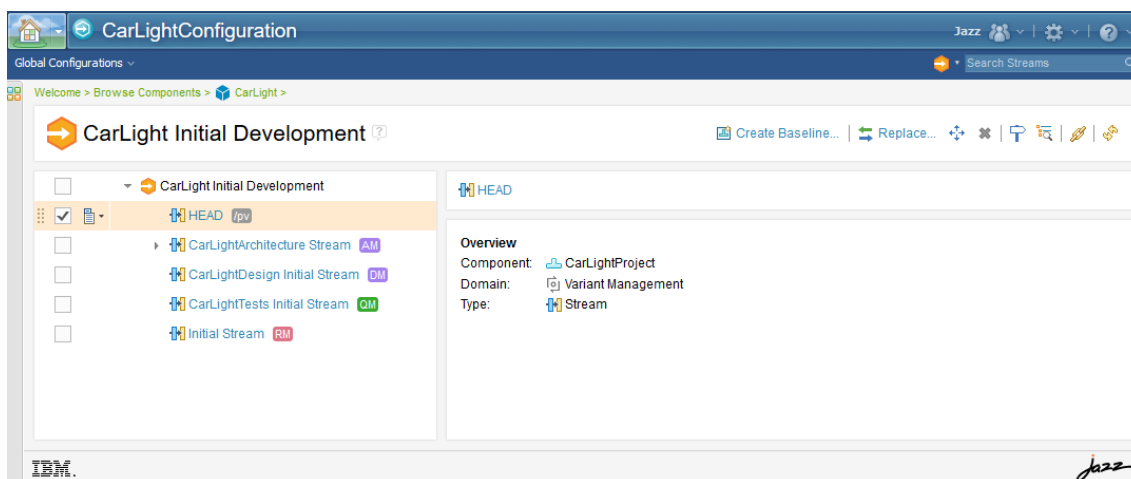 CarLightConfiguration
Jazz
Global Configurations
Search Streams
Welcome > Browse Components > CarLight >
CarLight Initial Development
Create Baseline... | Replace...
CarLight Initial Development
HEAD /pv
CarLightArchitecture Stream AM
CarLightDesign Initial Stream DM
CarLightTests Initial Stream QM
Initial Stream RM
HEAD
Overview
Component: CarLightProject
Domain: Variant Management
Type: Stream
IBM.
jazz